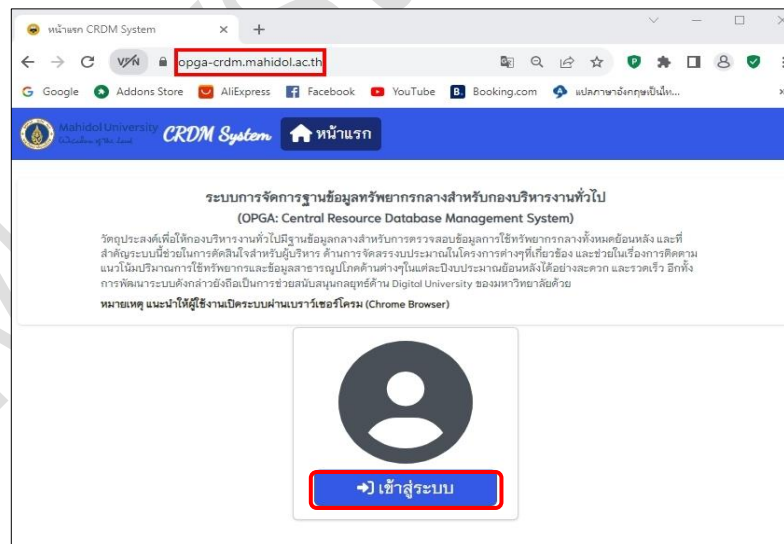 หน้าแรก CRDM System
VPN opga-crdm.mahidol.ac.th
Google Addons Store AliExpress Facebook YouTube Booking.com แปลภาษาอังกฤษเป็นไท...
Mahidol University CRDM System หน้าแรก
Wisdom of the Land
ระบบการจัดการฐานข้อมูลทรัพยากรกลางสำหรับกองบริหารงานทั่วไป
(OPGA: Central Resource Database Management System)
วัตถุประสงค์เพื่อให้กองบริหารงานทั่วไปมีฐานข้อมูลกลางสำหรับการตรวจสอบข้อมูลการใช้ทรัพยากรกลางทั้งหมดย้อนหลัง และที่
สำคัญระบบนี้ช่วยในการตัดสินใจสำหรับผู้บริหาร ด้านการจัดสรรงบประมาณในโครงการต่างๆที่เกี่ยวข้อง และช่วยในเรื่องการติดตาม
แนวโน้มปริมาณการใช้ทรัพยากรและข้อมูลสาธารณูปโภคด้านต่างๆในแต่ละปีงบประมาณย้อนหลังได้อย่างสะดวก และรวดเร็ว อีกทั้ง
การพัฒนาระบบดังกล่าวยังถือเป็นการช่วยสนับสนุนกลยุทธ์ด้าน Digital University ของมหาวิทยาลัยด้วย
หมายเหตุ แนะนำให้ผู้ใช้งานเปิดระบบผ่านเบราว์เซอร์โครม (Chrome Browser)
เข้าสู่ระบบ